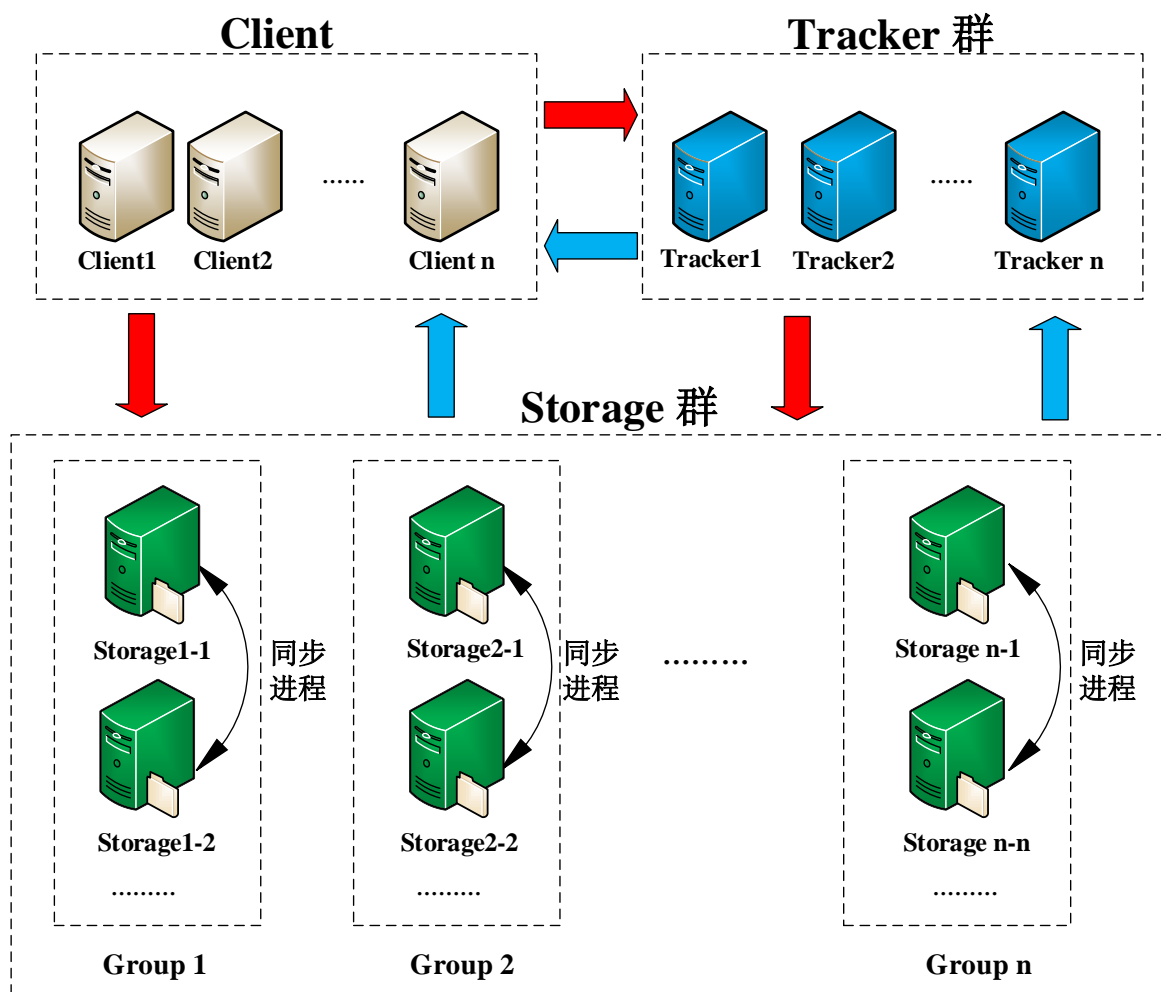 Client
Tracker 群
......
......
Client1
Client2
Client n
Tracker1
Tracker2
Tracker n
Storage 群
Storage1-1
同步
进程
Storage2-1
同步
进程
.........
Storage n-1
同步
进程
Storage1-2
Storage2-2
Storage n-n
.........
.........
.........
Group 1
Group 2
Group n